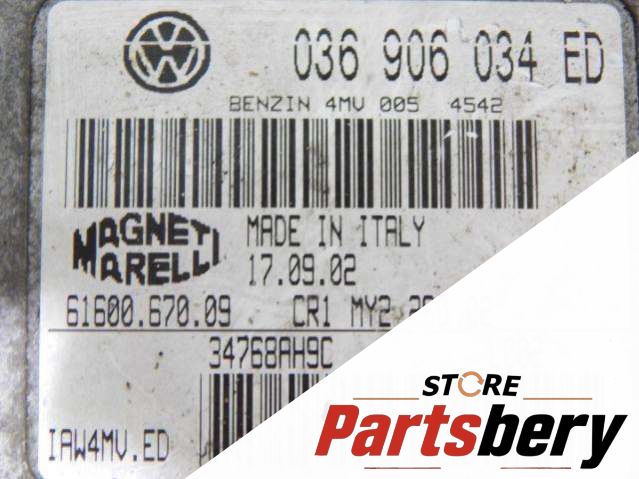 036 906 034 ED
BENZIN 4MV 005 4542
MAGNETI MARELLI
MADE IN ITALY
17.09.02
61600.670.09 CR1 MY2
34768AH9C
IAW4MV.ED
STORE
Partsbery